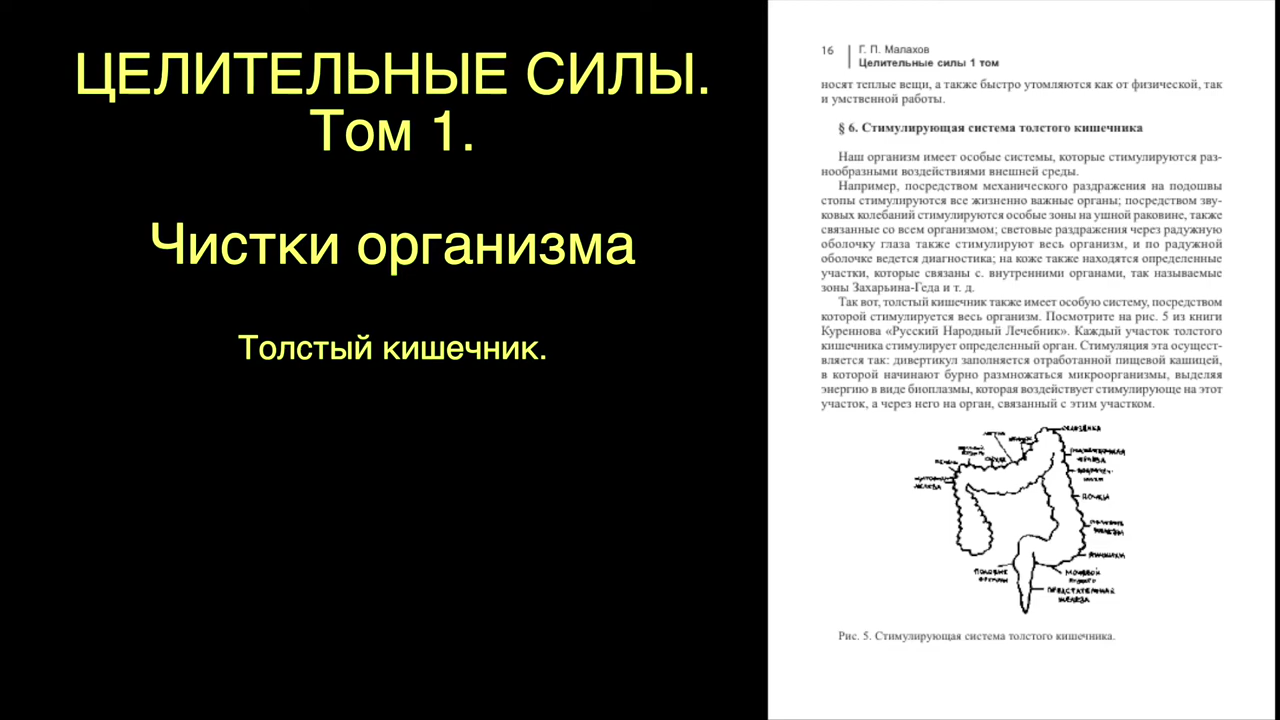 ЦЕЛИТЕЛЬНЫЕ СИЛЫ.
Том 1.
Чистки организма
Толстый кишечник.
16
Г. П. Малахов
Целительные силы 1 том
носят теплые вещи, а также быстро утомляются как от физической, так
и умственной работы.
§ 6. Стимулирующая система толстого кишечника
Наш организм имеет особые системы, которые стимулируются раз-
нообразными воздействиями внешней среды.
Например, посредством механического раздражения на подошвы
стопы стимулируются все жизненно важные органы; посредством зву-
ковых колебаний стимулируются особые зоны на ушной раковине, также
связанные со всем организмом; световые раздражения через радужную
оболочку глаза также стимулируют весь организм, и по радужной
оболочке ведется диагностика; на коже также находятся определенные
участки, которые связаны с. внутренними органами, так называемые
зоны Захарьина-Геда и т. д.
Так вот, толстый кишечник также имеет особую систему, посредством
которой стимулируется весь организм. Посмотрите на рис. 5 из книги
Куреннова «Русский Народный Лечебник». Каждый участок толстого
кишечника стимулирует определенный орган. Стимуляция эта осущест-
вляется так: дивертикул заполняется отработанной пищевой кашицей,
в которой начинают бурно размножаться микроорганизмы, выделяя
энергию в виде биоплазмы, которая воздействует стимулирующе на этот
участок, а через него на орган, связанный с этим участком.
СЕЛЕЗЕНКА
ПЕЧЕНЬ
ПОЧКИ
ЯИЧНИКИ
ПОЛОВЫЕ
МОЧЕВОЙ
ПРЕДСТАТЕЛЬНАЯ
ЖЕЛЕЗА
Рис. 5. Стимулирующая система толстого кишечника.